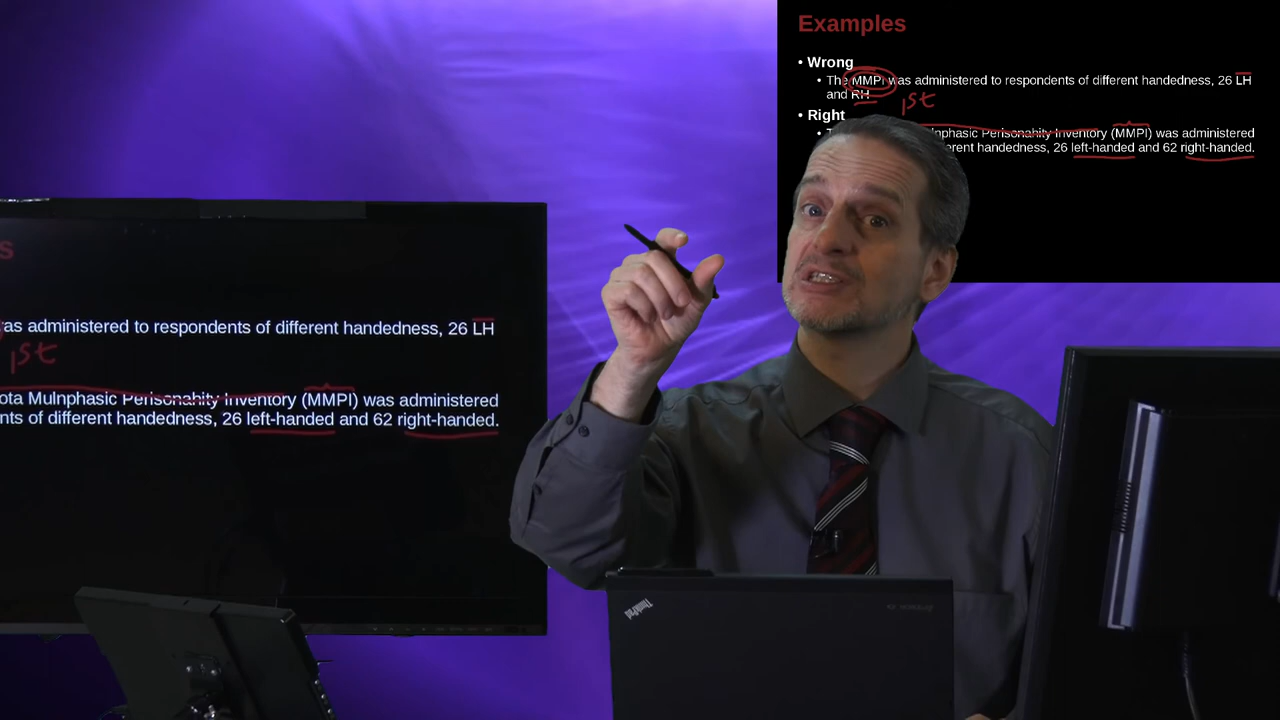 Examples
• Wrong
• The MMPI was administered to respondents of different handedness, 26 LH
and RH
1st
• Right
• T
lnphasic Perisonahity Inventory (MMPI) was administered
erent handedness, 26 left-handed and 62 right-handed.
s
as administered to respondents of different handedness, 26 LH
1st
ota Mulnphasic Perisonahity Inventory (MMPI) was administered
nts of different handedness, 26 left-handed and 62 right-handed.
ThinkPad